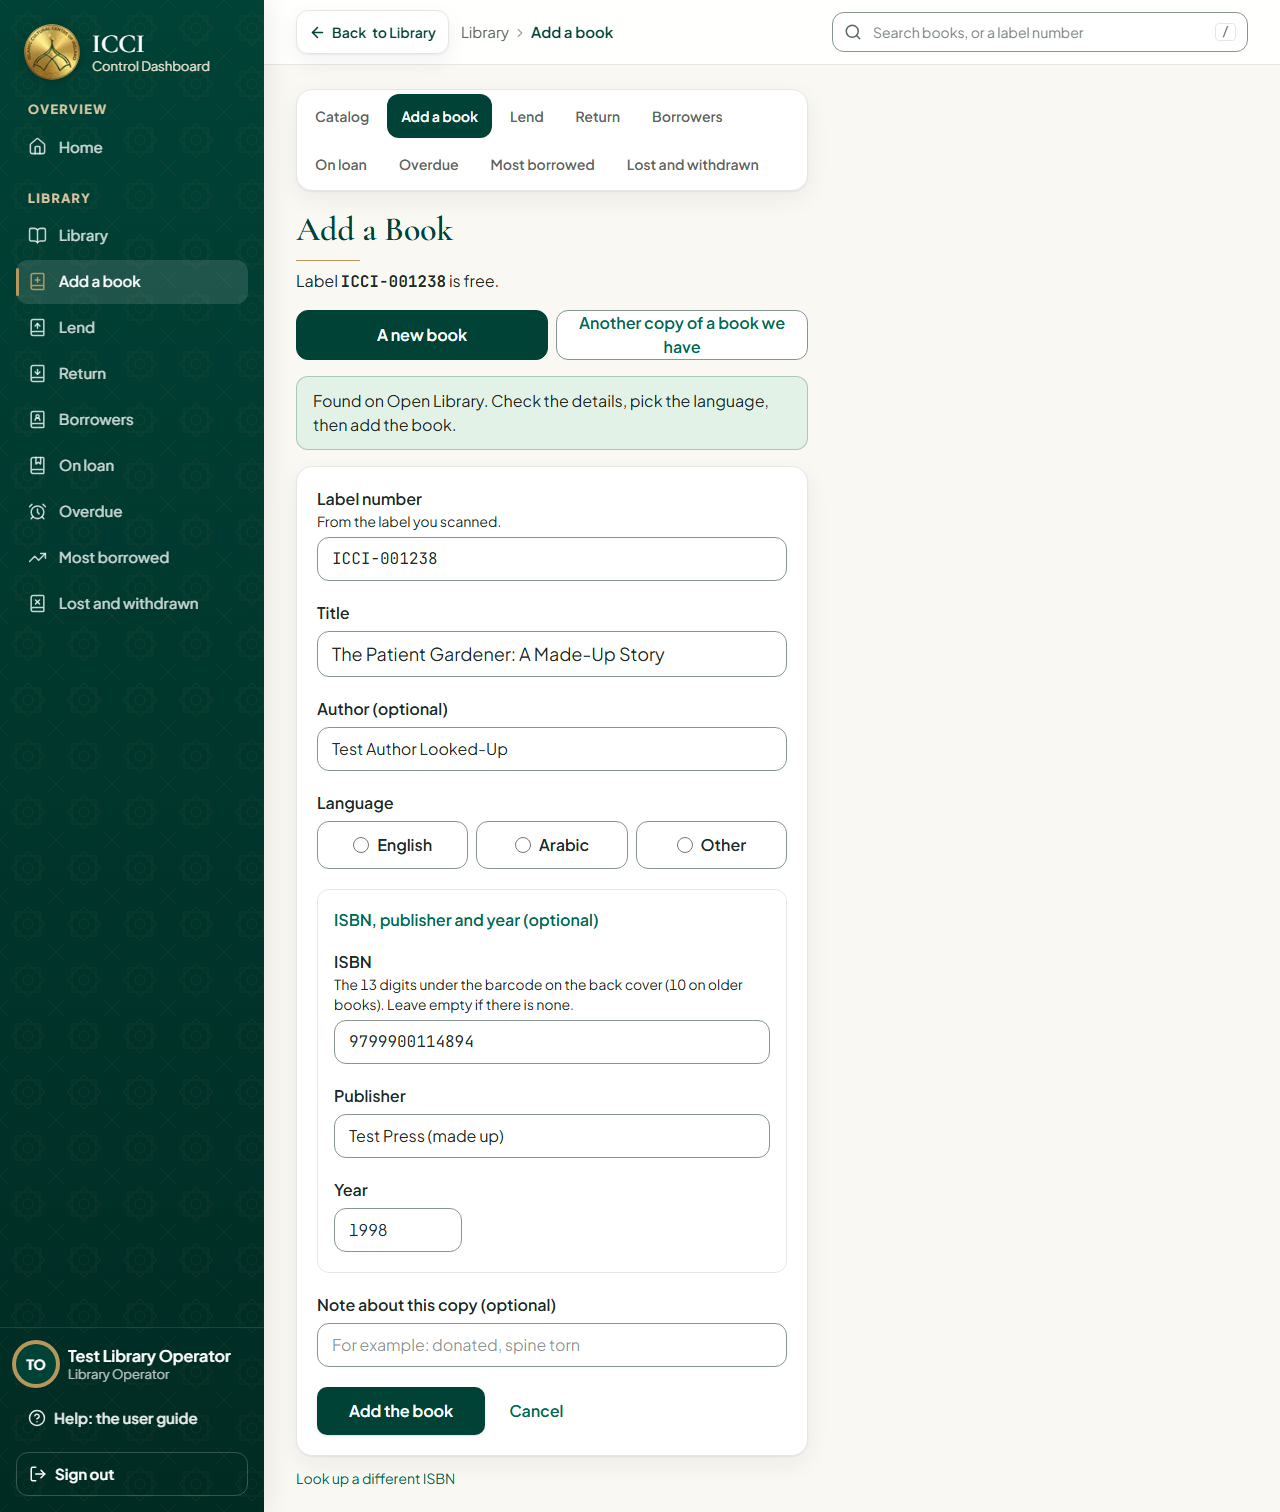 ICCI
Control Dashboard
OVERVIEW
Home
LIBRARY
Library
Add a book
Lend
Return
Borrowers
On loan
Overdue
Most borrowed
Lost and withdrawn
TO
Test Library Operator
Library Operator
Help: the user guide
Sign out
Back to Library
Library > Add a book
Search books, or a label number
/
Catalog Add a book Lend Return Borrowers
On loan Overdue Most borrowed Lost and withdrawn
Add a Book
Label ICCI-001238 is free.
A new book
Another copy of a book we
have
Found on Open Library. Check the details, pick the language,
then add the book.
Label number
From the label you scanned.
ICCI-001238
Title
The Patient Gardener: A Made-Up Story
Author (optional)
Test Author Looked-Up
Language
English Arabic Other
ISBN, publisher and year (optional)
ISBN
The 13 digits under the barcode on the back cover (10 on older
books). Leave empty if there is none.
9799900114894
Publisher
Test Press (made up)
Year
1998
Note about this copy (optional)
For example: donated, spine torn
Add the book Cancel
Look up a different ISBN